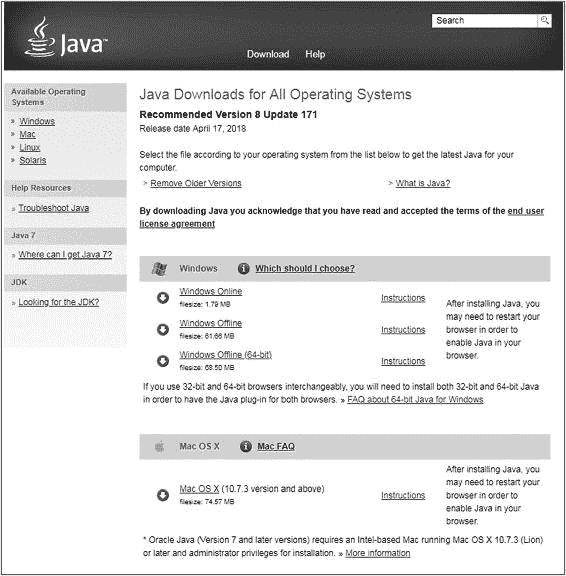 Java™
Search
Download Help
Available Operating
Systems
» Windows
» Mac
» Linux
» Solaris
Help Resources
» Troubleshoot Java
Java 7
» Where can I get Java 7?
JDK
» Looking for the JDK?
Java Downloads for All Operating Systems
Recommended Version 8 Update 171
Release date April 17, 2018
Select the file according to your operating system from the list below to get the latest Java for your
computer.
> Remove Older Versions > What is Java?
By downloading Java you acknowledge that you have read and accepted the terms of the end user
license agreement
Windows Which should I choose?
Windows Online
filesize: 1.79 MB
Instructions
Windows Offline
filesize: 61.66 MB
Instructions
Windows Offline (64-bit)
filesize: 68.50 MB
Instructions
After installing Java, you
may need to restart your
browser in order to
enable Java in your
browser.
If you use 32-bit and 64-bit browsers interchangeably, you will need to install both 32-bit and 64-bit Java
in order to have the Java plug-in for both browsers. » FAQ about 64-bit Java for Windows
Mac OS X Mac FAQ
Mac OS X (10.7.3 version and above)
filesize: 74.57 MB
Instructions
After installing Java, you
may need to restart your
browser in order to
enable Java in your
browser.
* Oracle Java (Version 7 and later versions) requires an Intel-based Mac running Mac OS X 10.7.3 (Lion)
or later and administrator privileges for installation. » More information